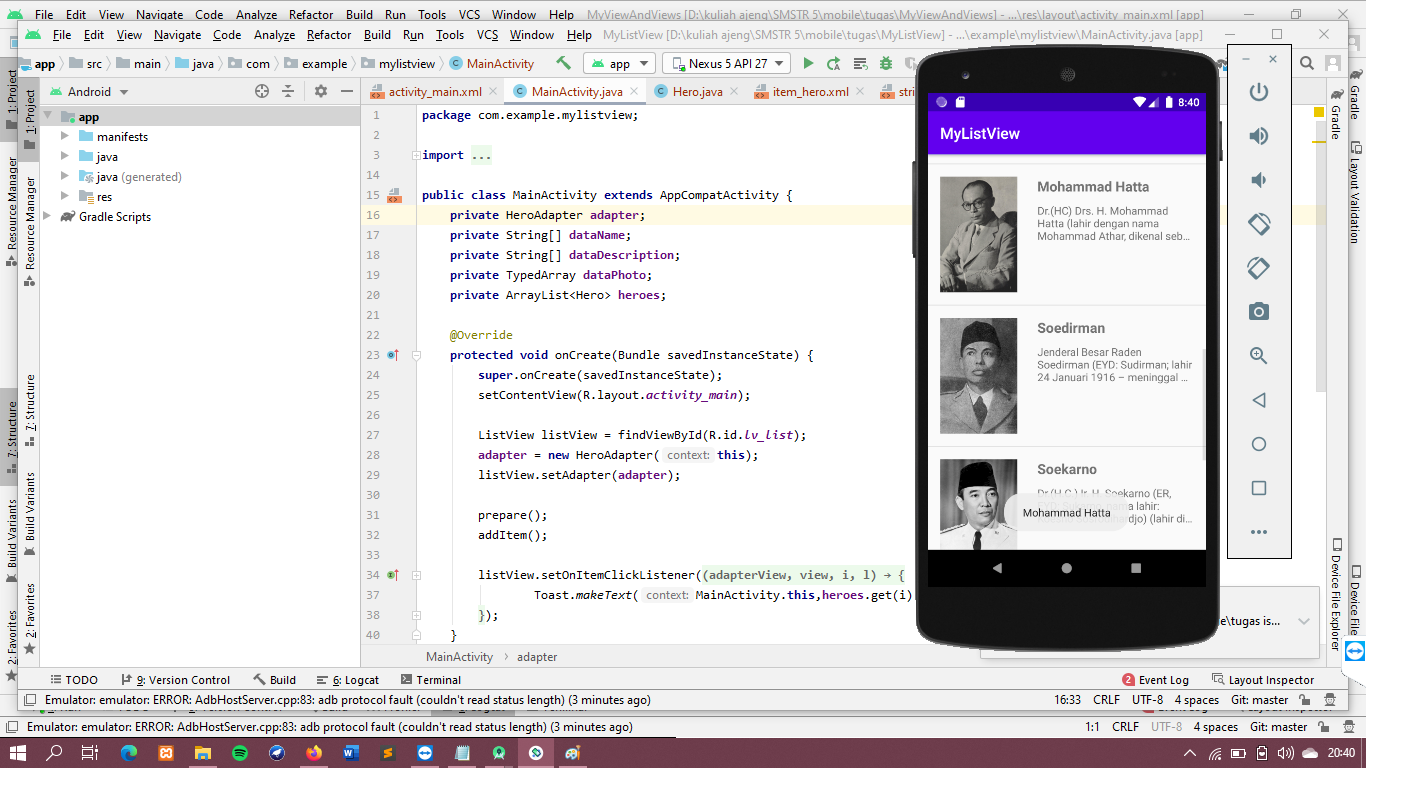 File Edit View Navigate Code Analyze Refactor Build Run Tools VCS Window Help MyViewAndViews [D:\kuliah ajeng\SMSTR 5\mobile\tugas\MyViewAndViews] - ...\res\layout\activity_main.xml [app]
File Edit View Navigate Code Analyze Refactor Build Run Tools VCS Window Help MyListView [D:\kuliah ajeng\SMSTR 5\mobile\tugas\MyListView] - ...\example\mylistview\MainActivity.java [app]
app src main java com example mylistview MainActivity app Nexus 5 API 27
Android
activity_main.xml MainActivity.java Hero.java item_hero.xml stri
app
manifests
java
java (generated)
res
Gradle Scripts
1: Project
Resource Manager
7: Structure
Build Variants
2: Favorites
1: Project
Resource Manager
7: Structure
Build Variants
2: Favorites
1 package com.example.mylistview;
2
3 import ...
14
15 public class MainActivity extends AppCompatActivity {
16 private HeroAdapter adapter;
17 private String[] dataName;
18 private String[] dataDescription;
19 private TypedArray dataPhoto;
20 private ArrayList<Hero> heroes;
21
22 @Override
23 protected void onCreate(Bundle savedInstanceState) {
24 super.onCreate(savedInstanceState);
25 setContentView(R.layout.activity_main);
26
27 ListView listView = findViewById(R.id.lv_list);
28 adapter = new HeroAdapter( context: this);
29 listView.setAdapter(adapter);
30
31 prepare();
32 addItem();
33
34 listView.setOnItemClickListener((adapterView, view, i, l) → {
37 Toast.makeText( context: MainActivity.this,heroes.get(i)
38 });
40 }
MainActivity adapter
8:40
MyListView
Mohammad Hatta
Dr.(HC) Drs. H. Mohammad
Hatta (lahir dengan nama
Mohammad Athar, dikenal seb...
Soedirman
Jenderal Besar Raden
Soedirman (EYD: Sudirman; lahir
24 Januari 1916 – meninggal ...
Soekarno
Dr.(H.C.) Ir. H. Soekarno (ER,
lahir:
(lahir di...
Mohammad Hatta
Gradle
Device File Explorer
Gradle
Layout Validation
Device File
e\tugas is...
TODO 9: Version Control Build 6: Logcat Terminal 2 Event Log Layout Inspector
Emulator: emulator: ERROR: AdbHostServer.cpp:83: adb protocol fault (couldn't read status length) (3 minutes ago) 16:33 CRLF UTF-8 4 spaces Git: master
Emulator: emulator: ERROR: AdbHostServer.cpp:83: adb protocol fault (couldn't read status length) (3 minutes ago) 1:1 CRLF UTF-8 4 spaces Git: master
20:40